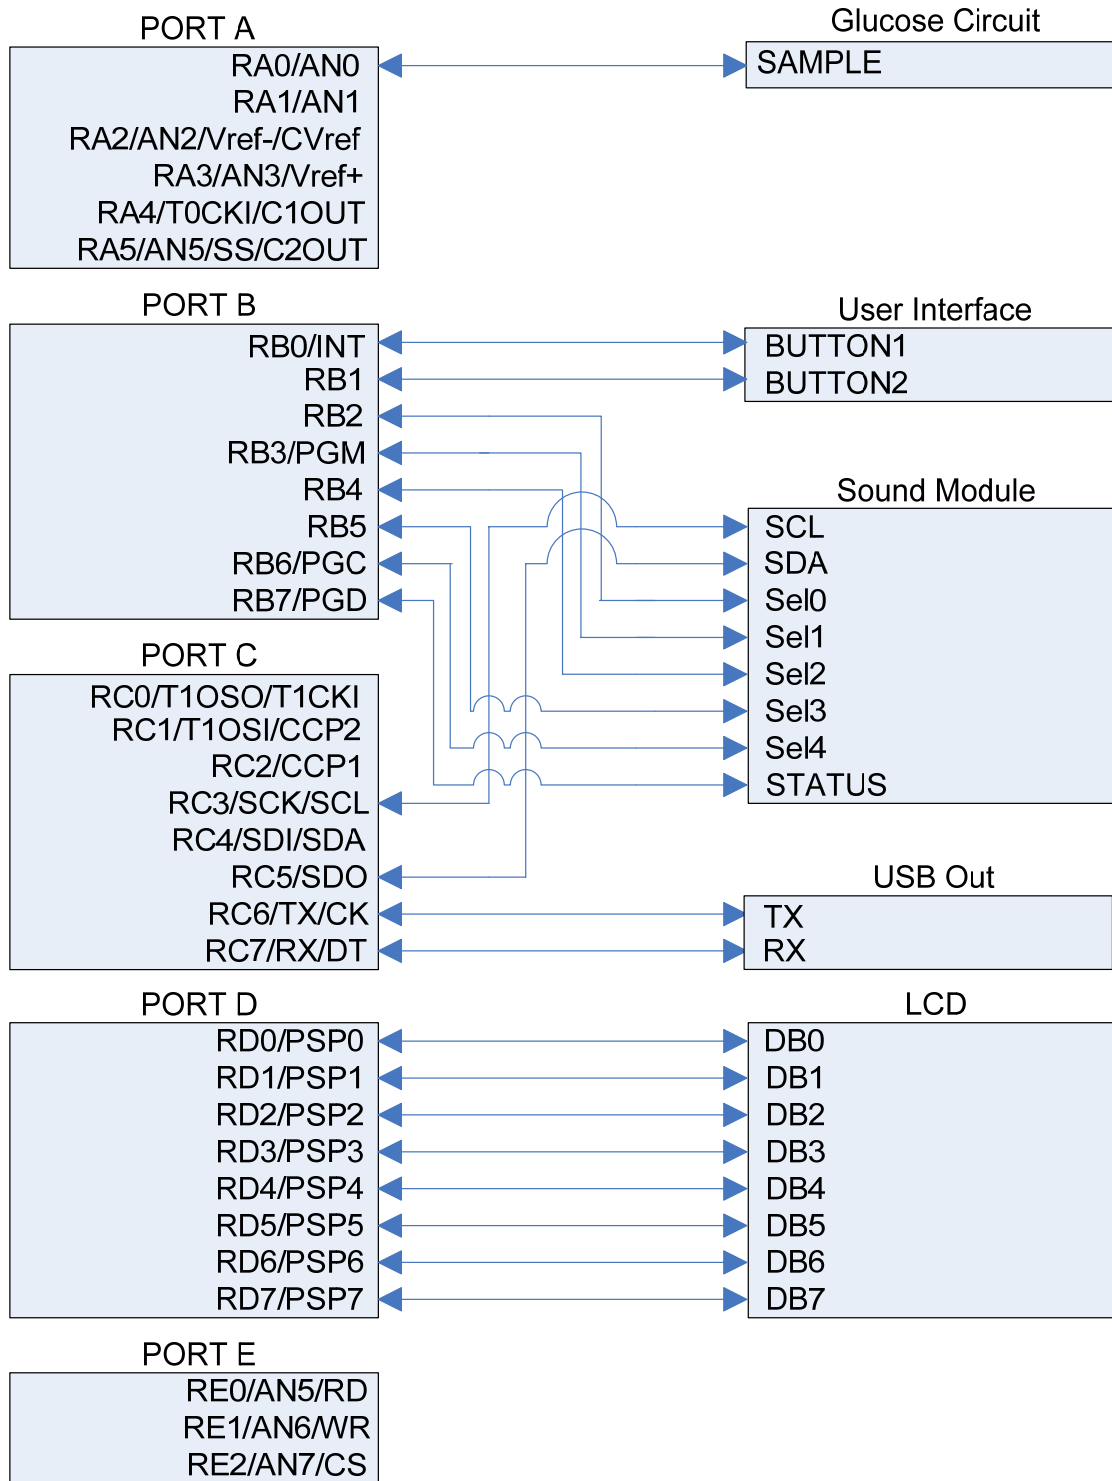 PORT A
RA0/AN0
RA1/AN1
RA2/AN2/Vref-/CVref
RA3/AN3/Vref+
RA4/T0CKI/C1OUT
RA5/AN5/SS/C2OUT
Glucose Circuit
SAMPLE
PORT B
RB0/INT
RB1
RB2
RB3/PGM
RB4
RB5
RB6/PGC
RB7/PGD
User Interface
BUTTON1
BUTTON2
Sound Module
SCL
SDA
Sel0
Sel1
Sel2
Sel3
Sel4
STATUS
PORT C
RC0/T1OSO/T1CKI
RC1/T1OSI/CCP2
RC2/CCP1
RC3/SCK/SCL
RC4/SDI/SDA
RC5/SDO
RC6/TX/CK
RC7/RX/DT
USB Out
TX
RX
PORT D
RD0/PSP0
RD1/PSP1
RD2/PSP2
RD3/PSP3
RD4/PSP4
RD5/PSP5
RD6/PSP6
RD7/PSP7
LCD
DB0
DB1
DB2
DB3
DB4
DB5
DB6
DB7
PORT E
RE0/AN5/RD
RE1/AN6/WR
RE2/AN7/CS